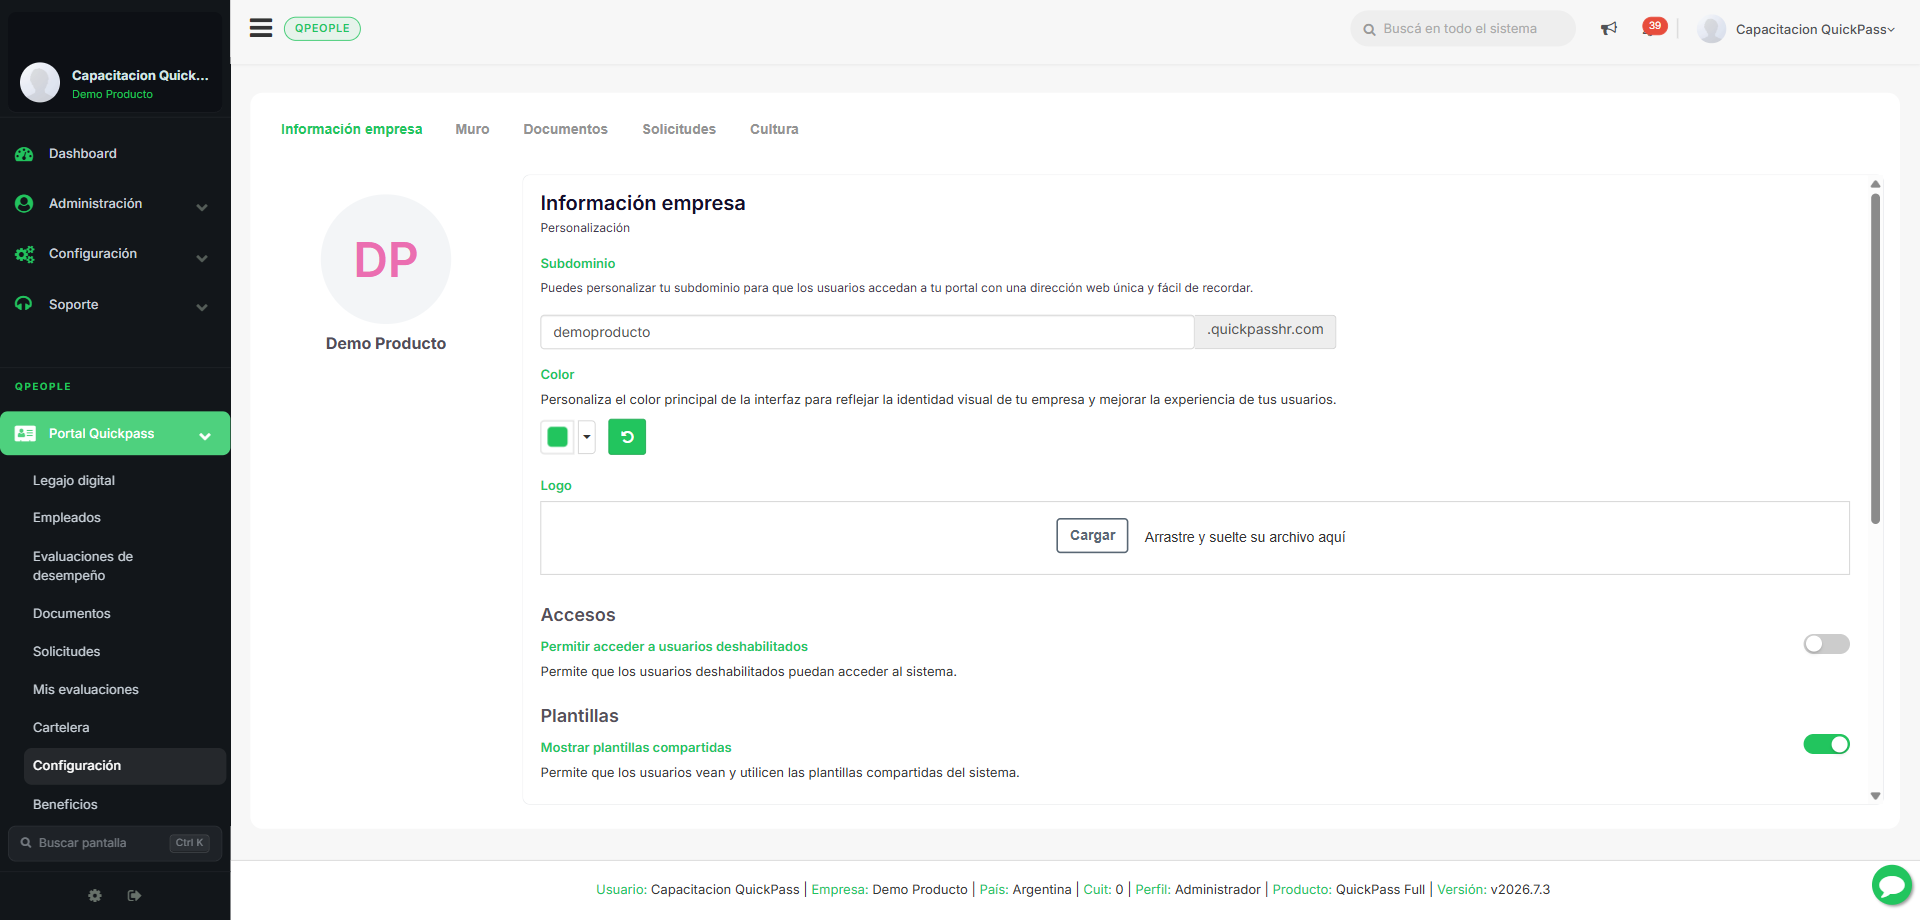 Capacitacion Quick...
Demo Producto
Dashboard
Administración
Configuración
Soporte
QPEOPLE
Portal Quickpass
Legajo digital
Empleados
Evaluaciones de
desempeño
Documentos
Solicitudes
Mis evaluaciones
Cartelera
Configuración
Beneficios
Buscar pantalla Ctrl K
QPEOPLE
Buscá en todo el sistema
39
Capacitacion QuickPass
Información empresa Muro Documentos Solicitudes Cultura
DP
Demo Producto
Información empresa
Personalización
Subdominio
Puedes personalizar tu subdominio para que los usuarios accedan a tu portal con una dirección web única y fácil de recordar.
demoproducto .quickpasshr.com
Color
Personaliza el color principal de la interfaz para reflejar la identidad visual de tu empresa y mejorar la experiencia de tus usuarios.
Logo
Cargar Arrastre y suelte su archivo aquí
Accesos
Permitir acceder a usuarios deshabilitados
Permite que los usuarios deshabilitados puedan acceder al sistema.
Plantillas
Mostrar plantillas compartidas
Permite que los usuarios vean y utilicen las plantillas compartidas del sistema.
Usuario: Capacitacion QuickPass | Empresa: Demo Producto | País: Argentina | Cuit: 0 | Perfil: Administrador | Producto: QuickPass Full | Versión: v2026.7.3